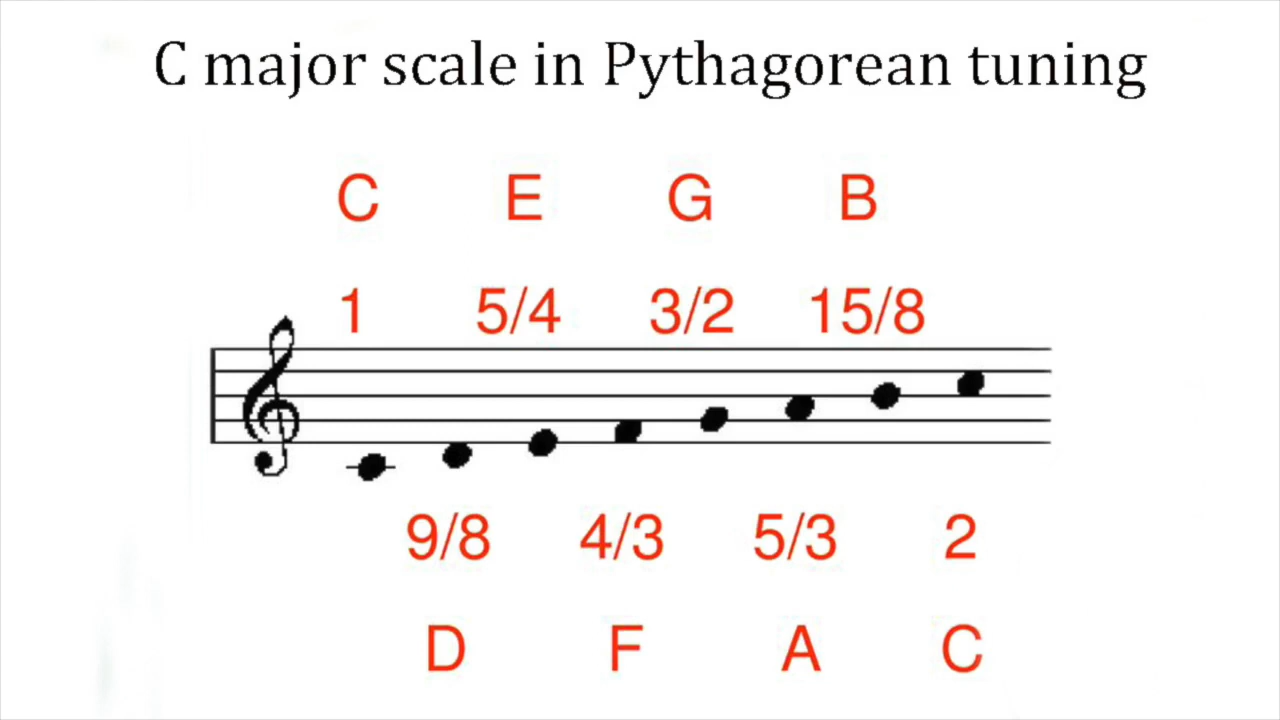 C major scale in Pythagorean tuning
C E G B
1 5/4 3/2 15/8
9/8 4/3 5/3 2
D F A C